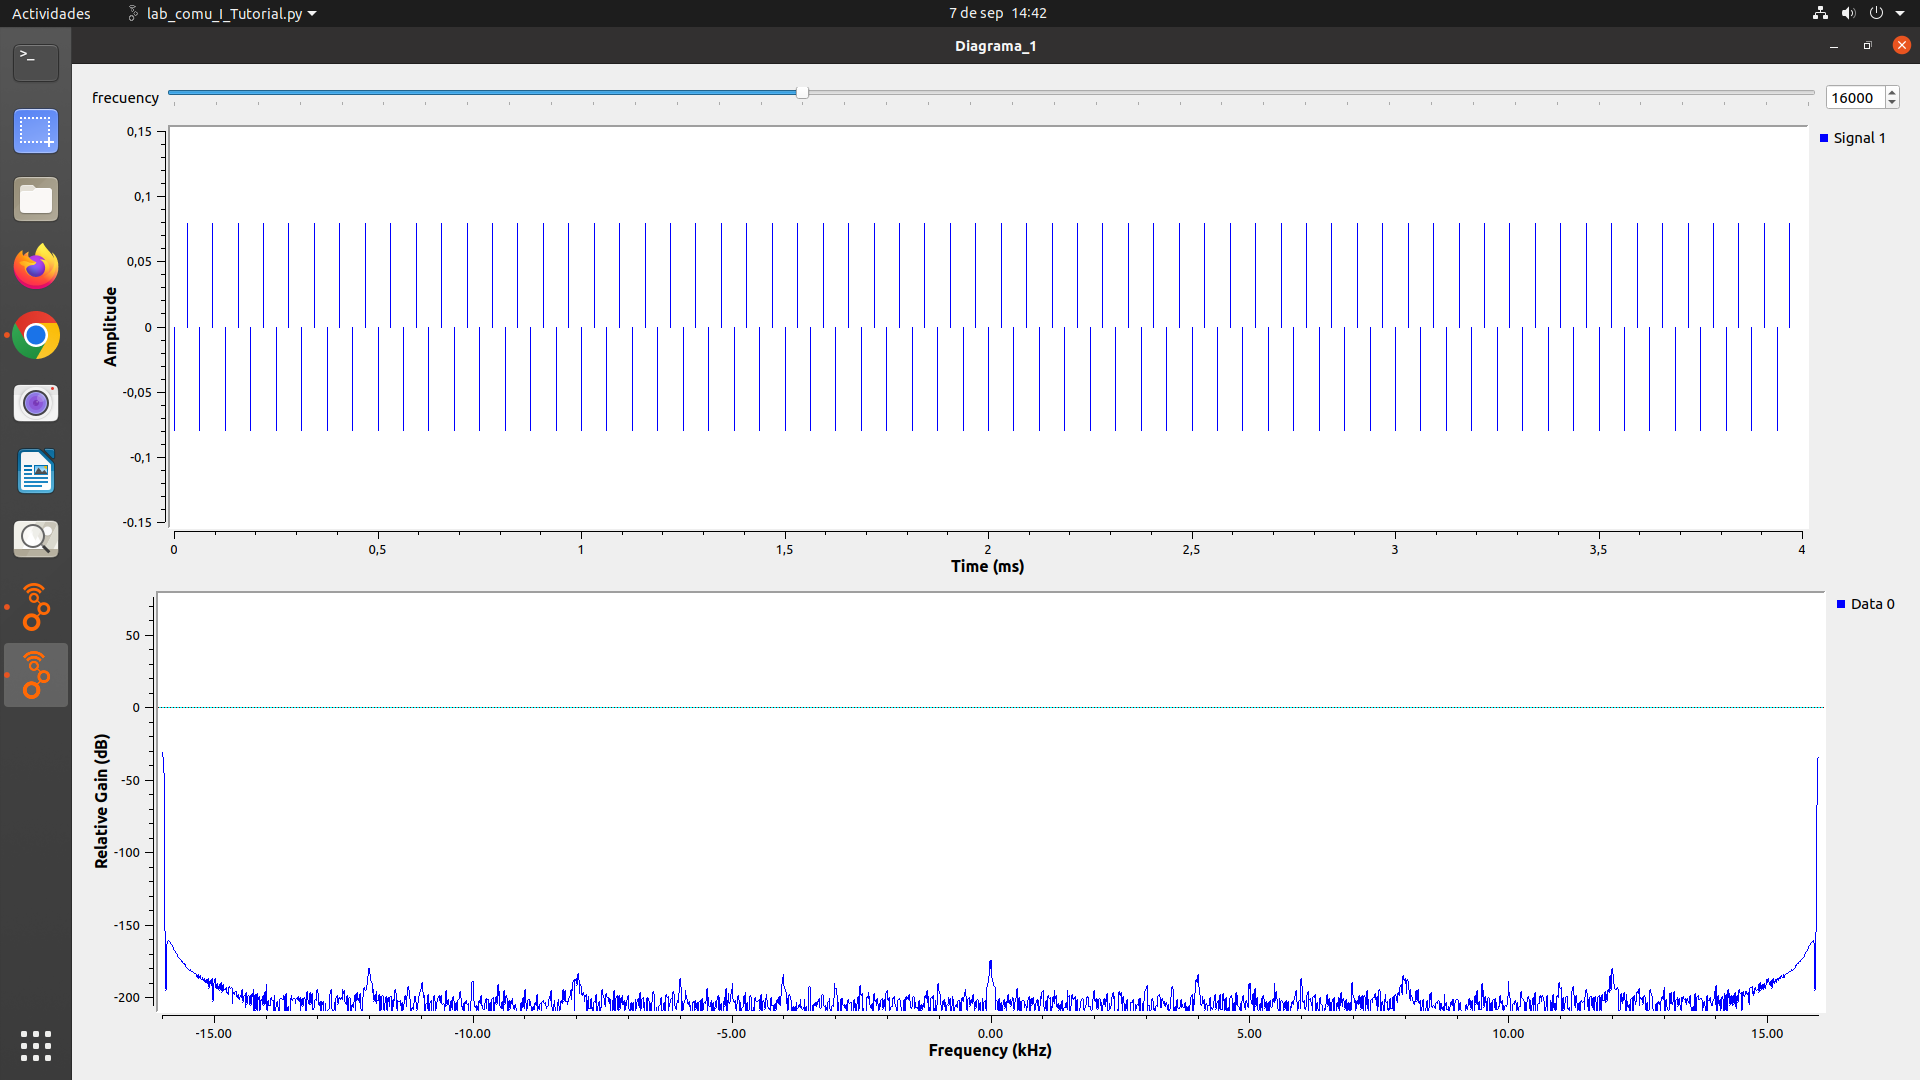 Actividades lab_comu_I_Tutorial.py 7 de sep 14:42
Diagrama_1
frecuency 16000
Signal 1
0,15
0,1
0,05
0
-0,05
-0,1
-0.15
Amplitude
0 0,5 1 1,5 2 2,5 3 3,5 4
Time (ms)
Data 0
50
0
-50
-100
-150
-200
Relative Gain (dB)
-15.00 -10.00 -5.00 0.00 5.00 10.00 15.00
Frequency (kHz)